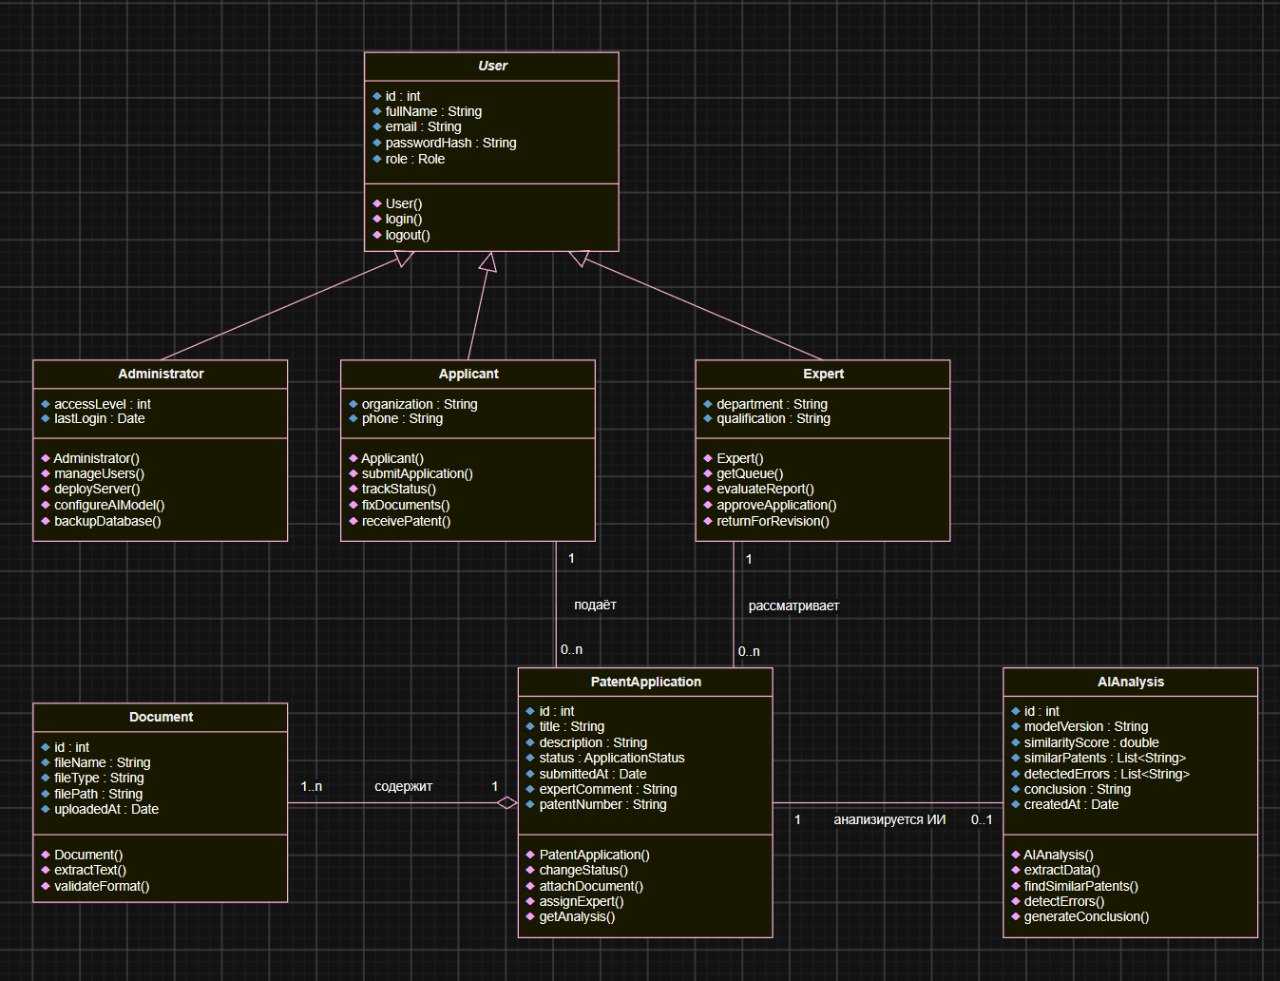 User
id : int
fullName : String
email : String
passwordHash : String
role : Role
User()
login()
logout()
Administrator
accessLevel : int
lastLogin : Date
Administrator()
manageUsers()
deployServer()
configureAIModel()
backupDatabase()
Applicant
organization : String
phone : String
Applicant()
submitApplication()
trackStatus()
fixDocuments()
receivePatent()
Expert
department : String
qualification : String
Expert()
getQueue()
evaluateReport()
approveApplication()
returnForRevision()
1
подаёт
0..n
1
рассматривает
0..n
Document
id : int
fileName : String
fileType : String
filePath : String
uploadedAt : Date
Document()
extractText()
validateFormat()
1..n
содержит
1
PatentApplication
id : int
title : String
description : String
status : ApplicationStatus
submittedAt : Date
expertComment : String
patentNumber : String
PatentApplication()
changeStatus()
attachDocument()
assignExpert()
getAnalysis()
1
анализируется ИИ
0..1
AIAnalysis
id : int
modelVersion : String
similarityScore : double
similarPatents : List<String>
detectedErrors : List<String>
conclusion : String
createdAt : Date
AIAnalysis()
extractData()
findSimilarPatents()
detectErrors()
generateConclusion()